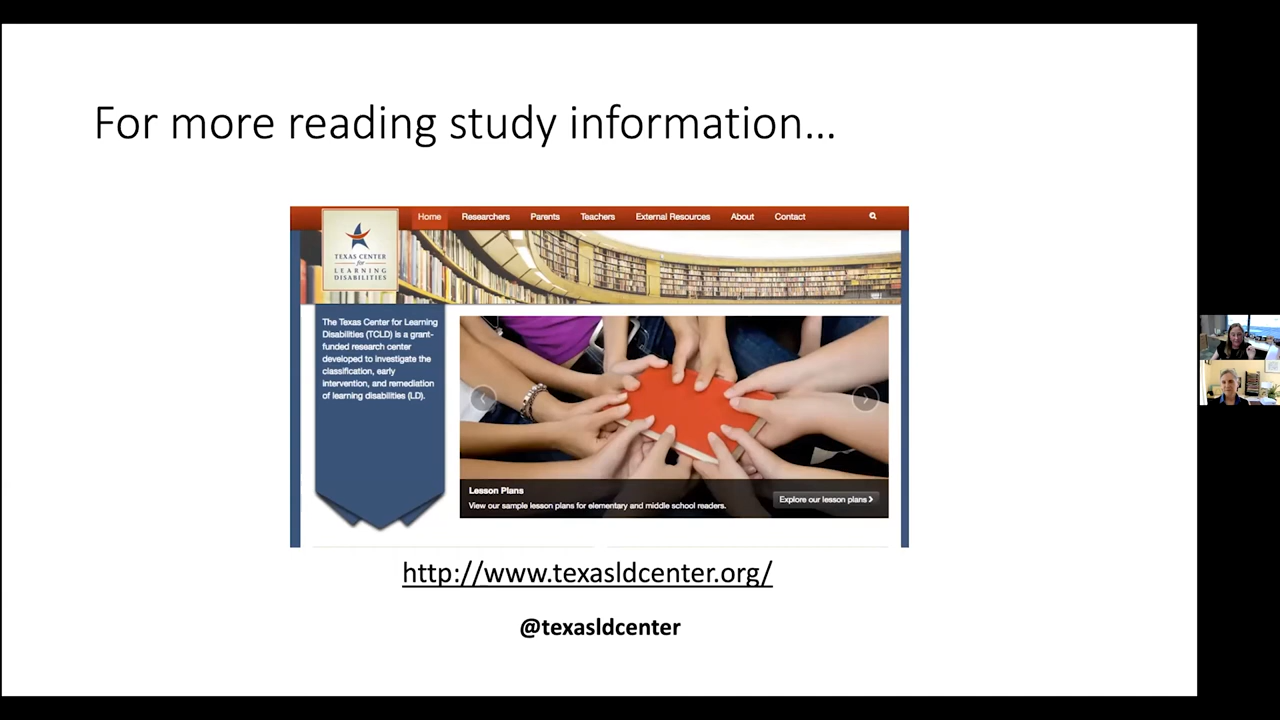 For more reading study information...
Home Researchers Parents Teachers External Resources About Contact
TEXAS CENTER
for
LEARNING
DISABILITIES
The Texas Center for Learning
Disabilities (TCLD) is a grant-
funded research center
developed to investigate the
classification, early
intervention, and remediation
of learning disabilities (LD).
Lesson Plans
View our sample lesson plans for elementary and middle school readers.
Explore our lesson plans
http://www.texasldcenter.org/
@texasldcenter